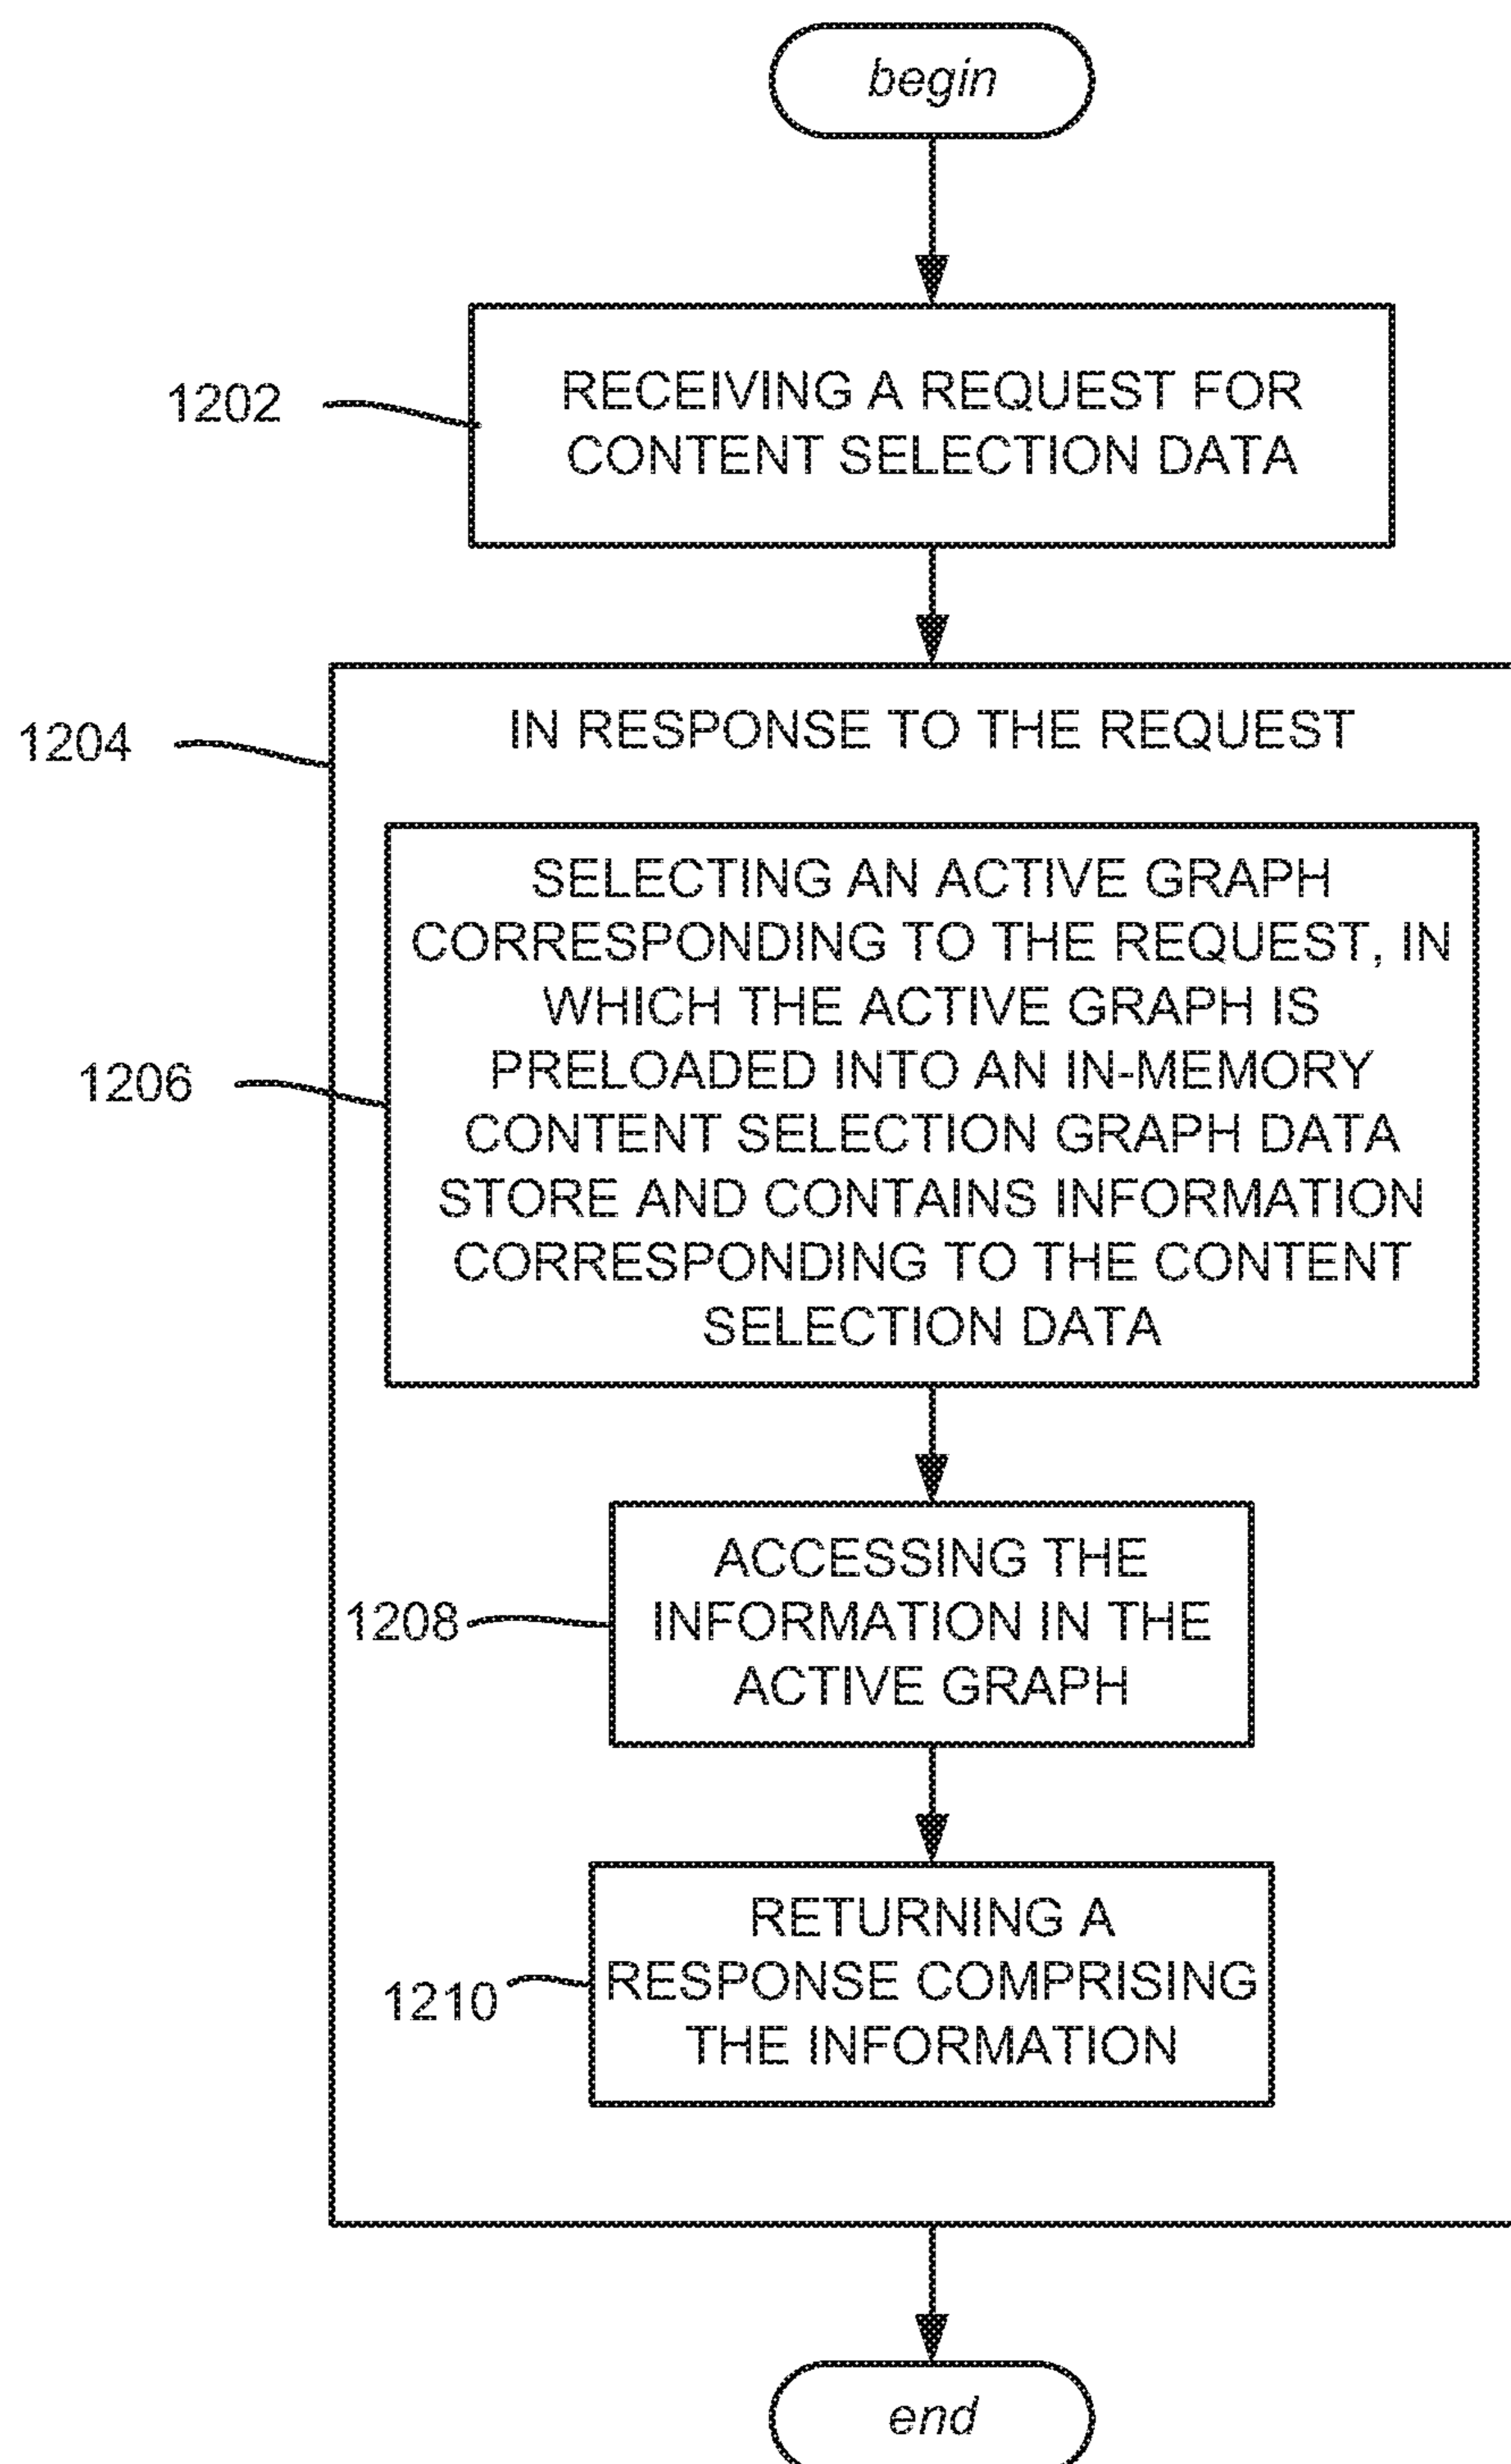 begin
1202
RECEIVING A REQUEST FOR
CONTENT SELECTION DATA
1204
IN RESPONSE TO THE REQUEST
1206
SELECTING AN ACTIVE GRAPH
CORRESPONDING TO THE REQUEST, IN
WHICH THE ACTIVE GRAPH IS
PRELOADED INTO AN IN-MEMORY
CONTENT SELECTION GRAPH DATA
STORE AND CONTAINS INFORMATION
CORRESPONDING TO THE CONTENT
SELECTION DATA
1208
ACCESSING THE
INFORMATION IN THE
ACTIVE GRAPH
1210
RETURNING A
RESPONSE COMPRISING
THE INFORMATION
end